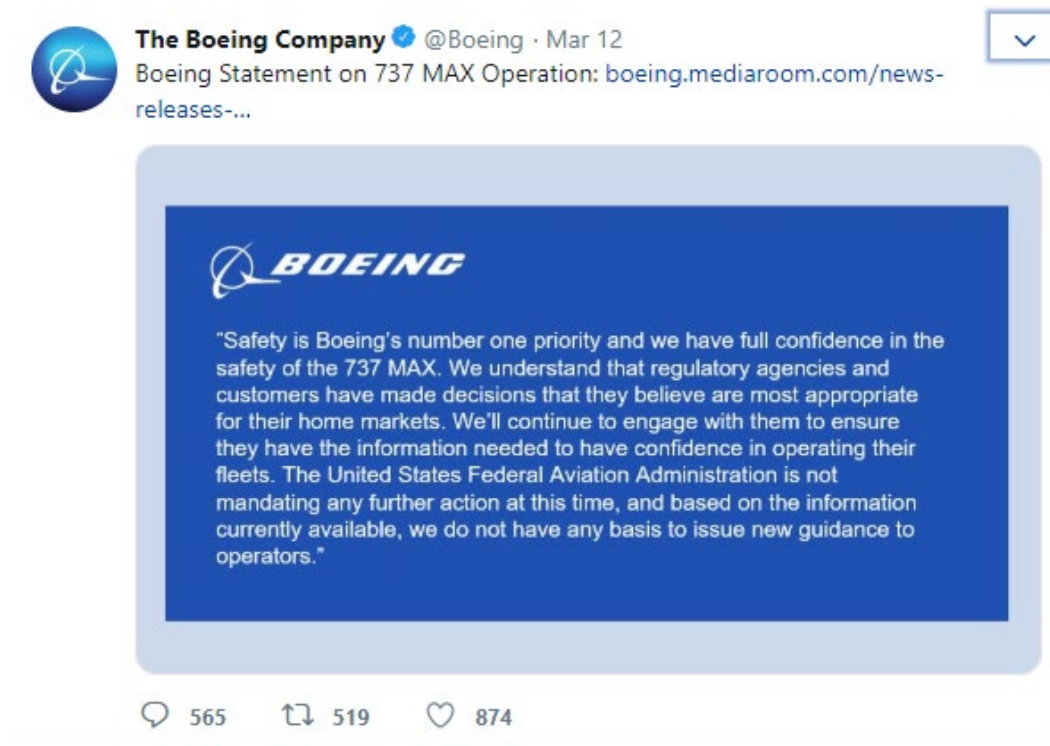 The Boeing Company @Boeing · Mar 12
Boeing Statement on 737 MAX Operation: boeing.mediaroom.com/news-
releases-...
BOEING
“Safety is Boeing’s number one priority and we have full confidence in the
safety of the 737 MAX. We understand that regulatory agencies and
customers have made decisions that they believe are most appropriate
for their home markets. We’ll continue to engage with them to ensure
they have the information needed to have confidence in operating their
fleets. The United States Federal Aviation Administration is not
mandating any further action at this time, and based on the information
currently available, we do not have any basis to issue new guidance to
operators.”
565 519 874